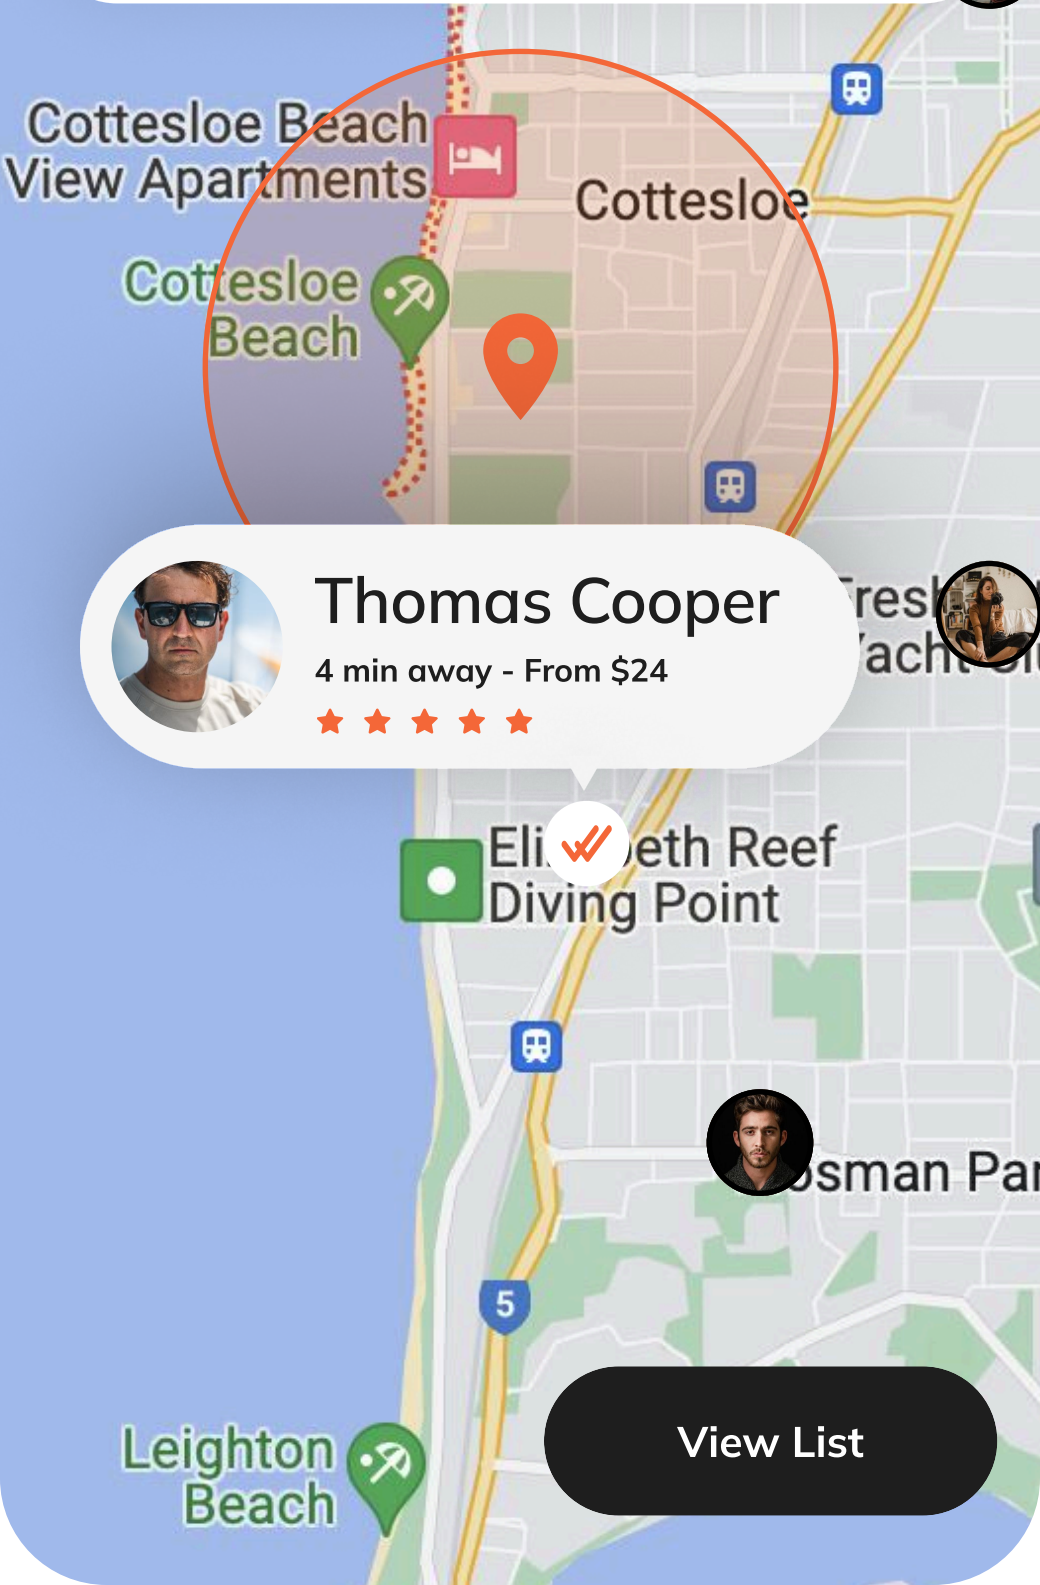 Cottesloe Beach
View Apartments
Cottesloe
Cottesloe
Beach
Thomas Cooper
4 min away - From $24
Diving Point
Reef
5
View List
Leighton
Beach